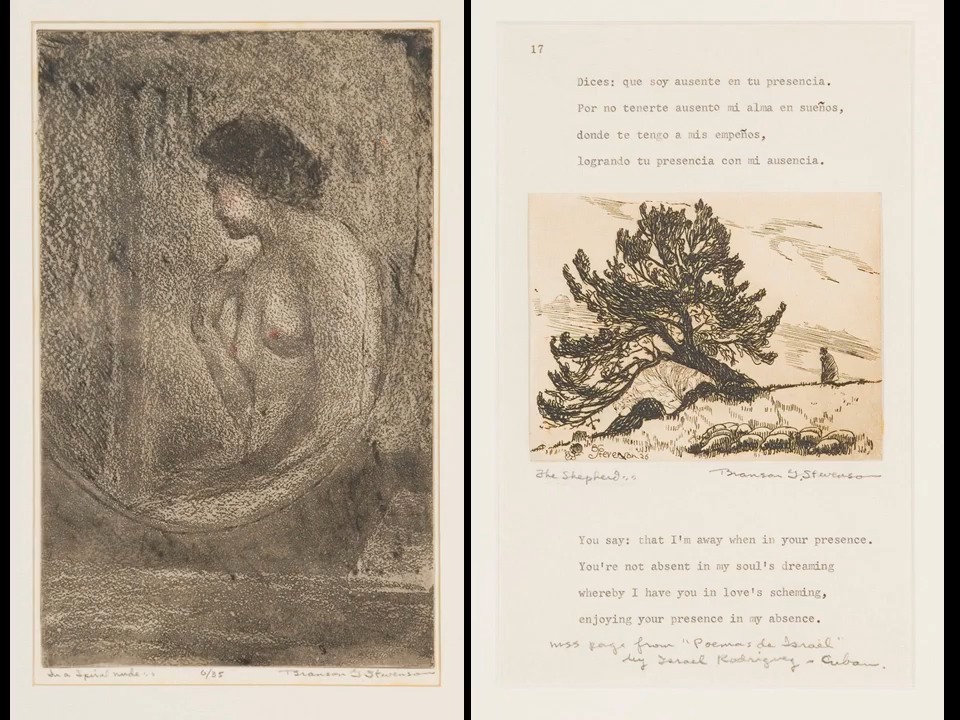 In a Spiral nude
6/35
Branson G. Stevenson
17
Dices: que soy ausente en tu presencia.
Por no tenerte ausento mi alma en sueños,
donde te tengo a mis empeños,
logrando tu presencia con mi ausencia.
Stevenson 36
The Shepherd
Branson G. Stevenson
You say: that I'm away when in your presence.
You're not absent in my soul's dreaming
whereby I have you in love's scheming,
enjoying your presence in my absence.
mss page from "Poemas de Israel"
by Israel Rodriguez - Cuban.